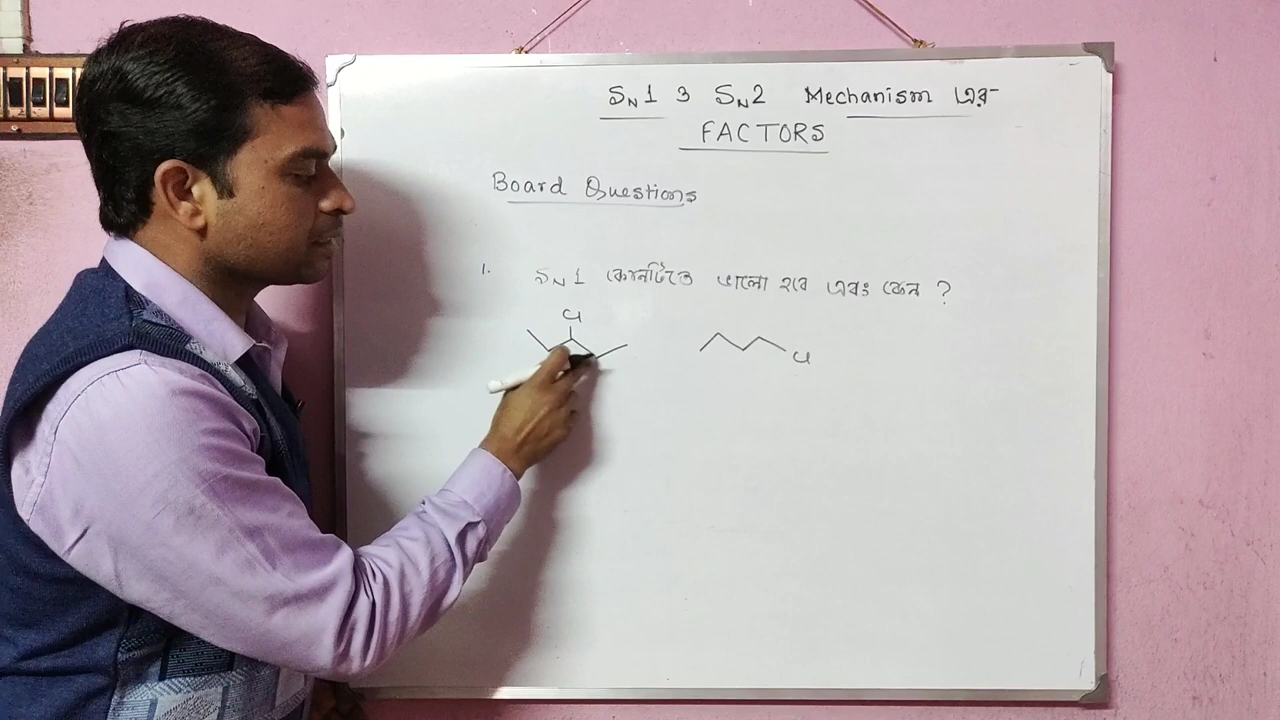 SN1 ও SN2 Mechanism এর
FACTORS
Board Questions
1. SN1 কোনটিতে ভালো হবে এবং কেন ?
Cl
Cl